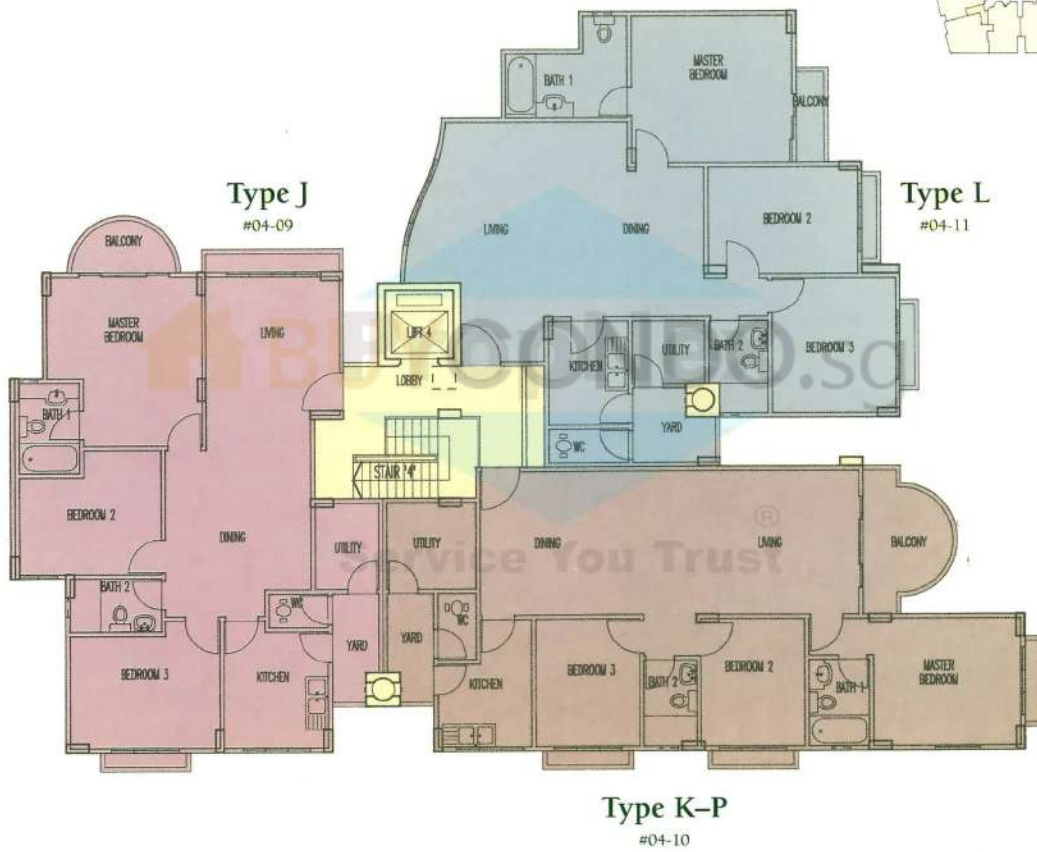 Type J
#04-09
BALCONY
MASTER
BEDROOM
LIVING
BATH 1
BEDROOM 2
DINING
BATH 2
BEDROOM 3
KITCHEN
WC
UTILITY
YARD
LIFT 4
LOBBY
STAIR '4'
Type L
#04-11
BATH 1
MASTER
BEDROOM
BALCONY
LIVING
DINING
BEDROOM 2
KITCHEN
UTILITY
BATH 2
BEDROOM 3
WC
YARD
Type K–P
#04-10
UTILITY
DINING
LIVING
BALCONY
YARD
WC
KITCHEN
BEDROOM 3
BATH 2
BEDROOM 2
BATH 1
MASTER
BEDROOM
BUYCONDO.sg
®
Service You Trust